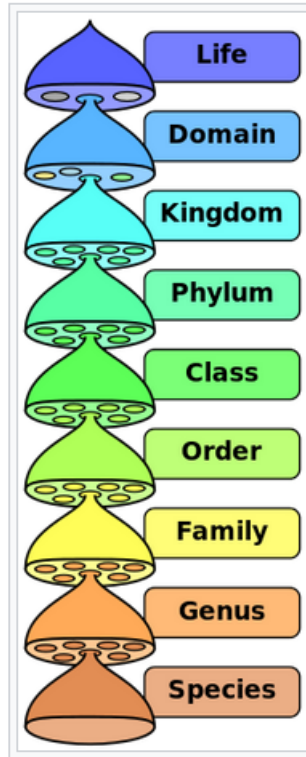 Life
Domain
Kingdom
Phylum
Class
Order
Family
Genus
Species